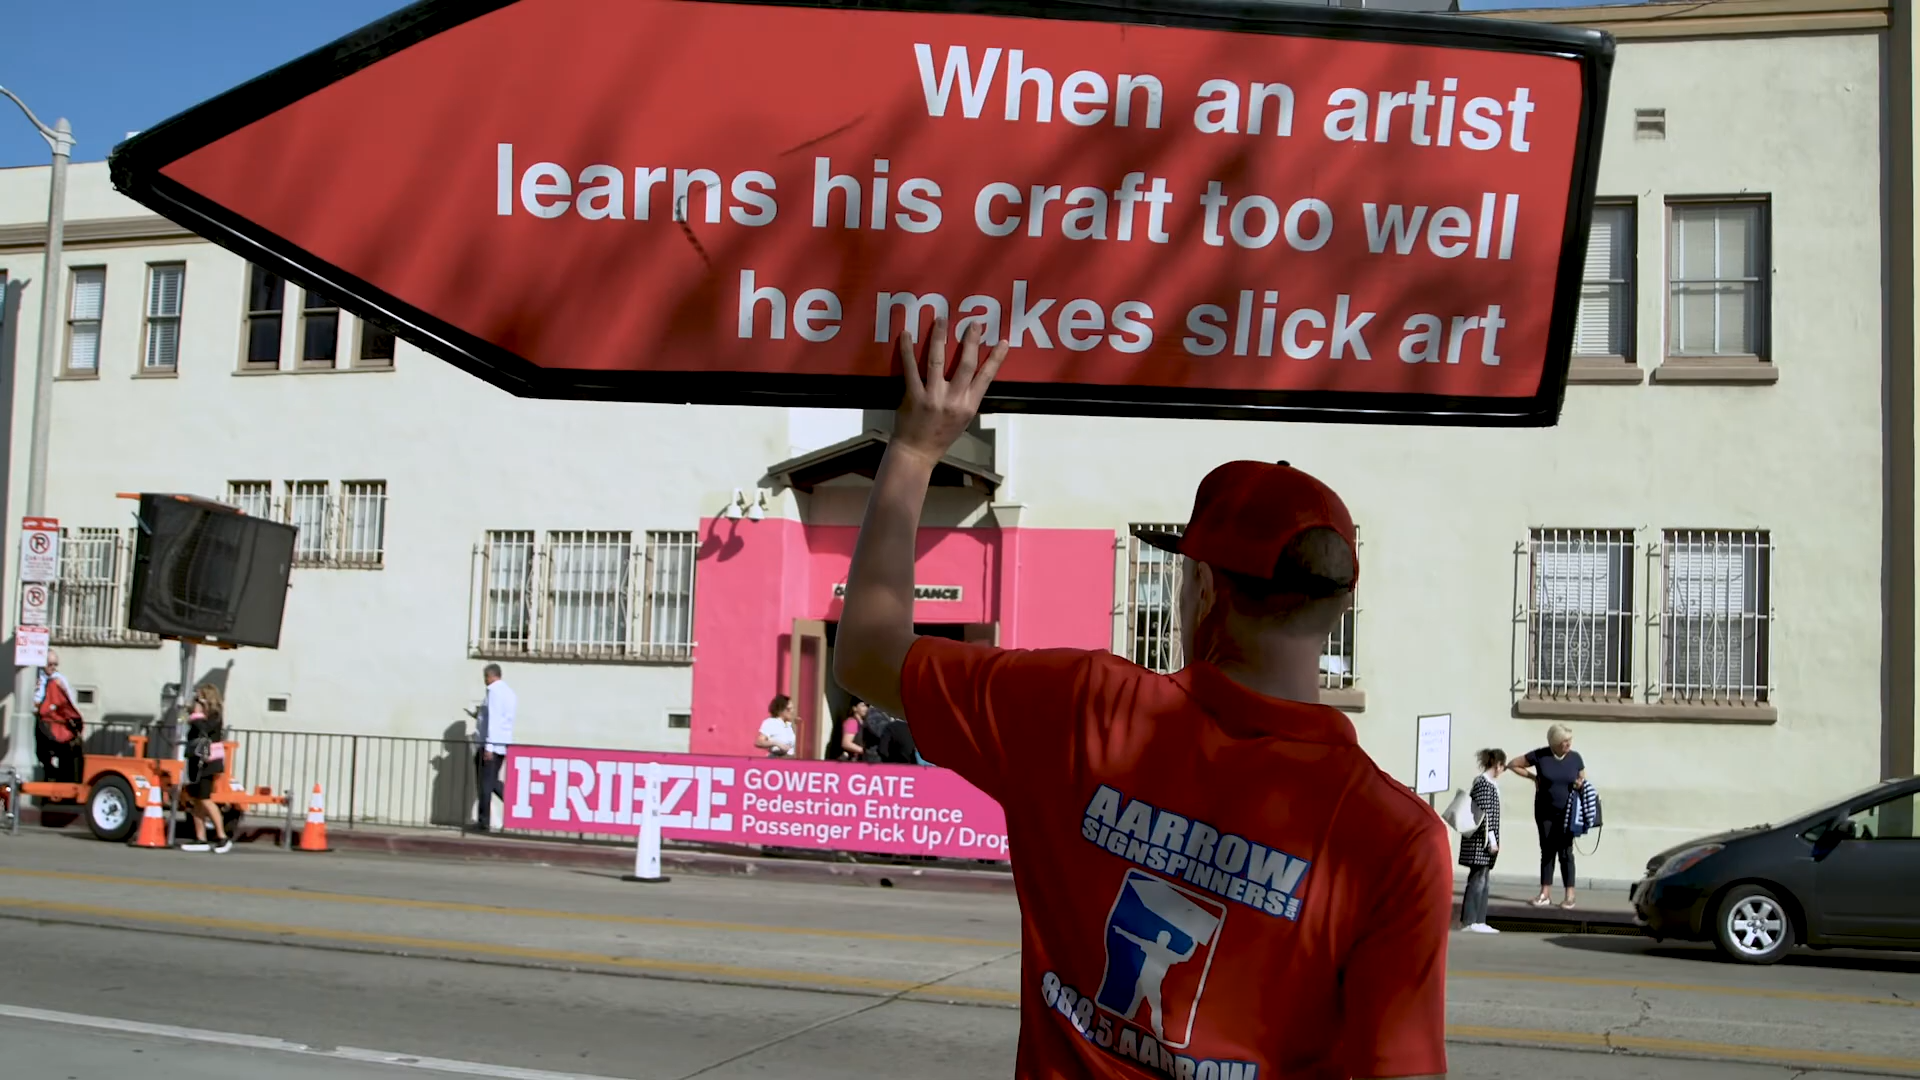 When an artist
learns his craft too well
he makes slick art
FRIEZE
GOWER GATE
Pedestrian Entrance
Passenger Pick Up/Drop
AARROW
SIGNSPINNERS
.COM
888.5.AARROW